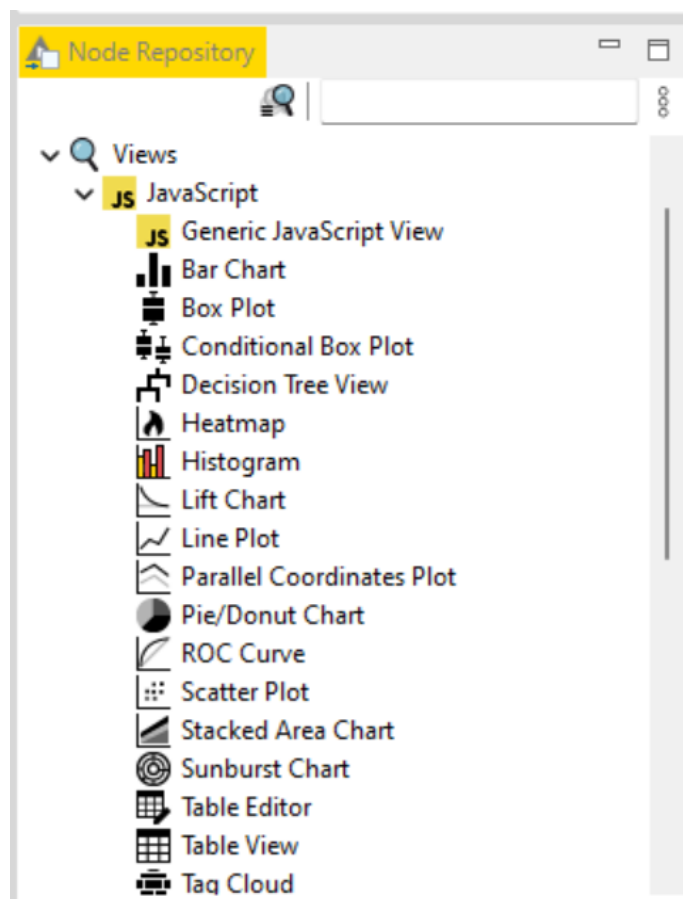 Node Repository
Views
JS JavaScript
JS Generic JavaScript View
Bar Chart
Box Plot
Conditional Box Plot
Decision Tree View
Heatmap
Histogram
Lift Chart
Line Plot
Parallel Coordinates Plot
Pie/Donut Chart
ROC Curve
Scatter Plot
Stacked Area Chart
Sunburst Chart
Table Editor
Table View
Tag Cloud